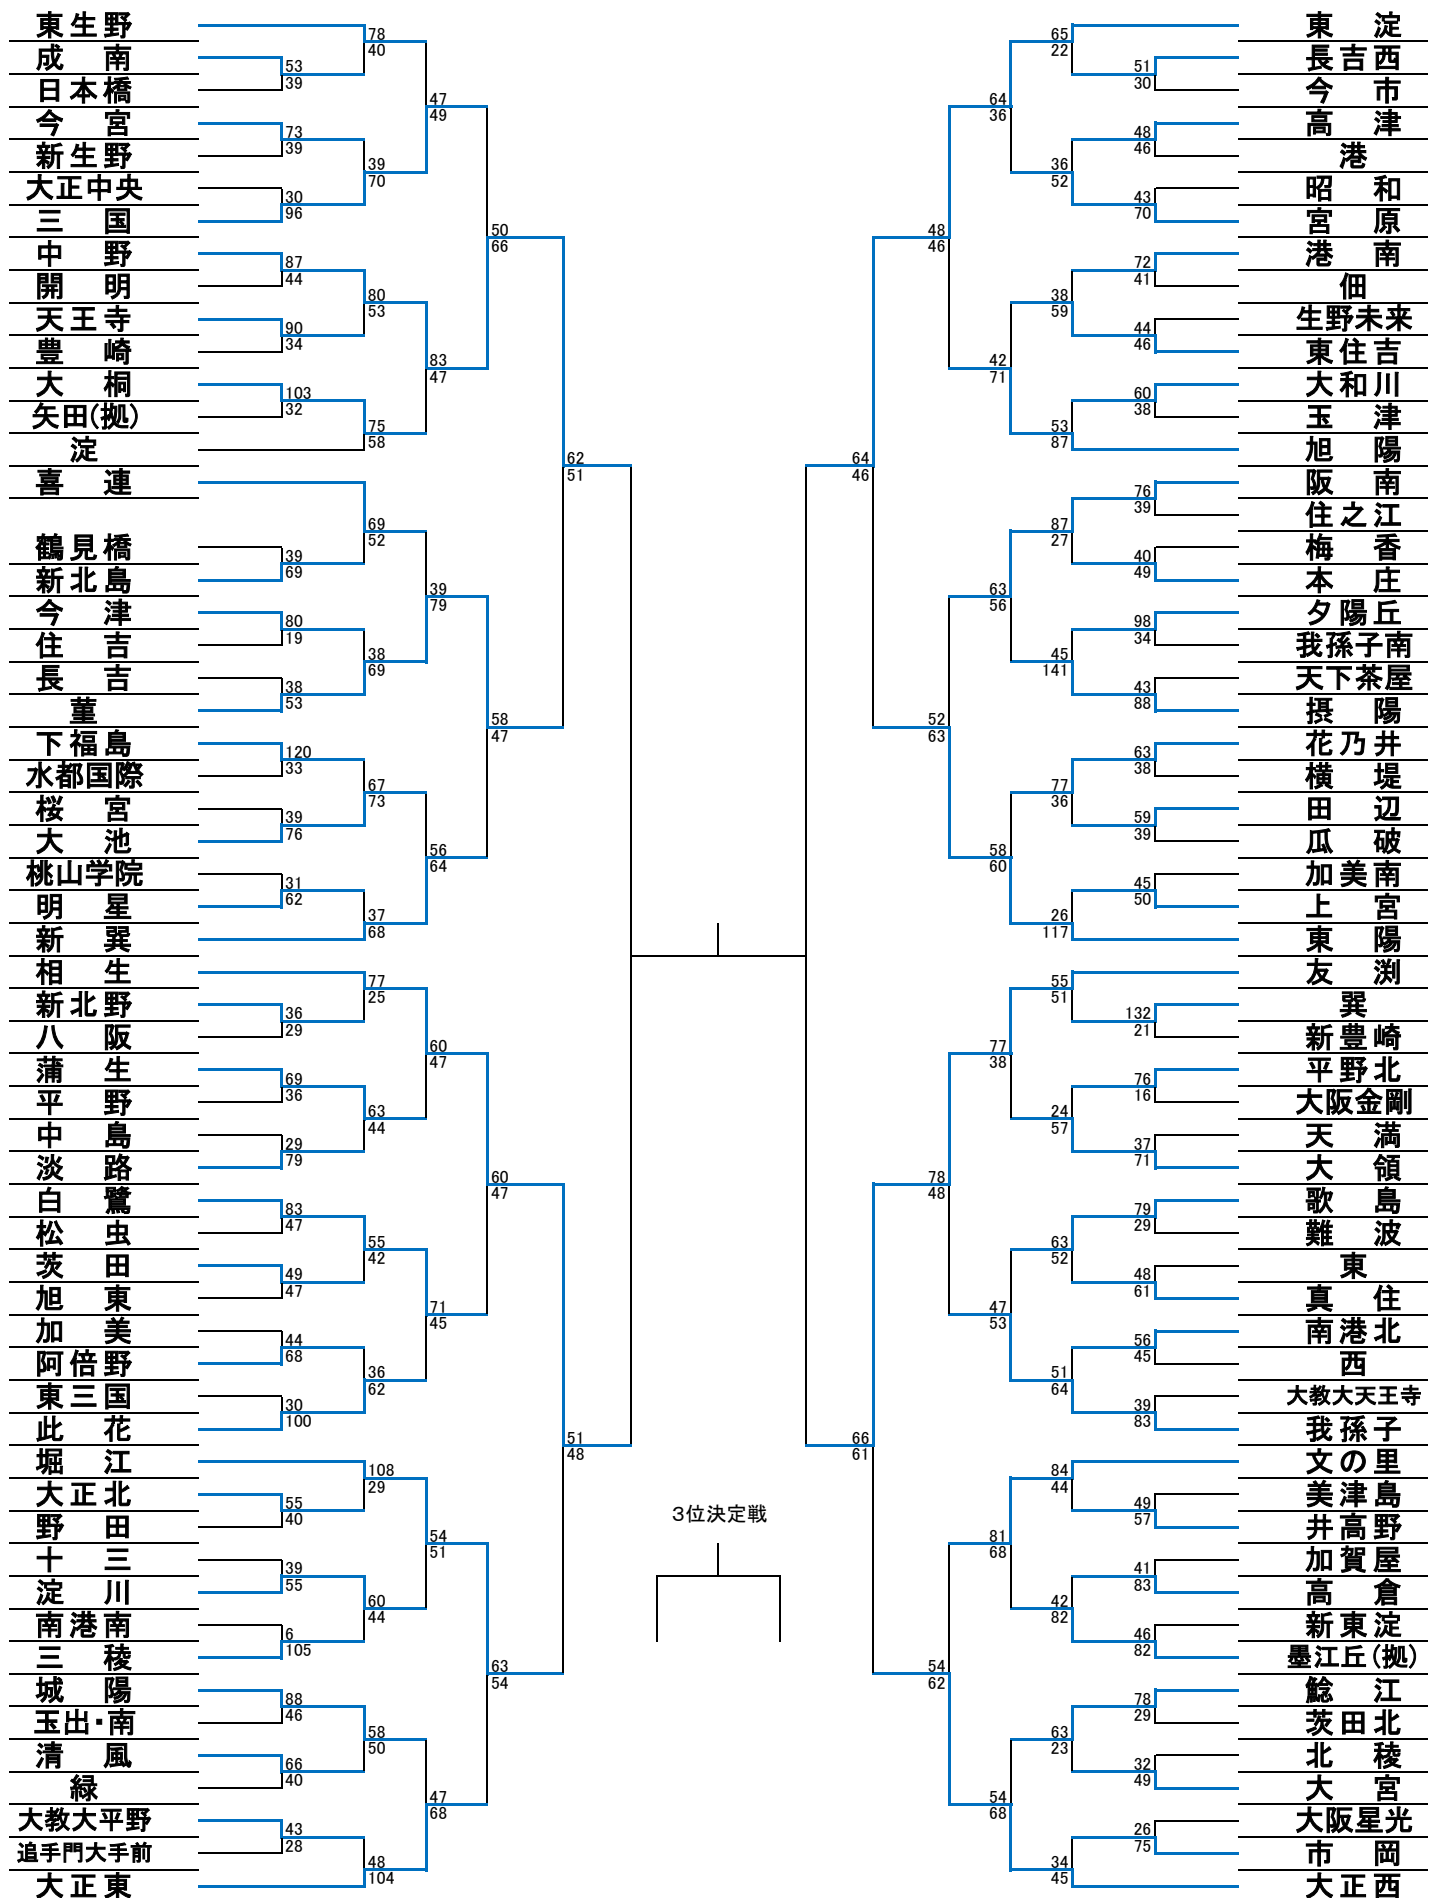 東生野
成南
日本橋
今宮
新生野
大正中央
三国
中野
開明
天王寺
豊崎
大桐
矢田(拠)
淀
喜連
鶴見橋
新北島
今津
住吉
長吉
菫
下福島
水都国際
桜宮
大池
桃山学院
明星
新巽
相生
新北野
八阪
蒲生
平野
中島
淡路
白鷺
松虫
茨田
旭東
加美
阿倍野
東三国
此花
堀江
大正北
野田
十三
淀川
南港南
三稜
城陽
玉出・南
清風
緑
大教大平野
追手門大手前
大正東
53
39
73
39
30
96
87
44
90
34
103
32
39
69
80
19
38
53
120
33
39
76
31
62
36
29
69
36
29
79
83
47
49
47
44
68
30
100
55
40
39
55
6
105
88
46
66
40
43
28
78
40
39
70
80
53
75
58
69
52
38
69
67
73
37
68
77
25
63
44
55
42
36
62
108
29
60
44
58
50
48
104
47
49
83
47
39
79
56
64
60
47
71
45
54
51
47
68
50
66
58
47
60
47
63
54
62
51
51
48
3位決定戦
64
46
66
61
48
46
52
63
78
48
54
62
64
36
42
71
63
56
58
60
77
38
47
53
81
68
54
68
65
22
36
52
38
59
53
87
87
27
45
141
77
36
26
117
55
51
24
57
63
52
51
64
84
44
42
82
63
23
34
45
51
30
48
46
43
70
72
41
44
46
60
38
76
39
40
49
98
34
43
88
63
38
59
39
45
50
132
21
76
16
37
71
79
29
48
61
56
45
39
83
49
57
41
83
46
82
78
29
32
49
26
75
東淀
長吉西
今市
高津
港
昭和
宮原
港南
佃
生野未来
東住吉
大和川
玉津
旭陽
阪南
住之江
梅香
本庄
夕陽丘
我孫子南
天下茶屋
摂陽
花乃井
横堤
田辺
瓜破
加美南
上宮
東陽
友渕
巽
新豊崎
平野北
大阪金剛
天満
大領
歌島
難波
東
真住
南港北
西
大教大天王寺
我孫子
文の里
美津島
井高野
加賀屋
高倉
新東淀
墨江丘(拠)
鯰江
茨田北
北稜
大宮
大阪星光
市岡
大正西